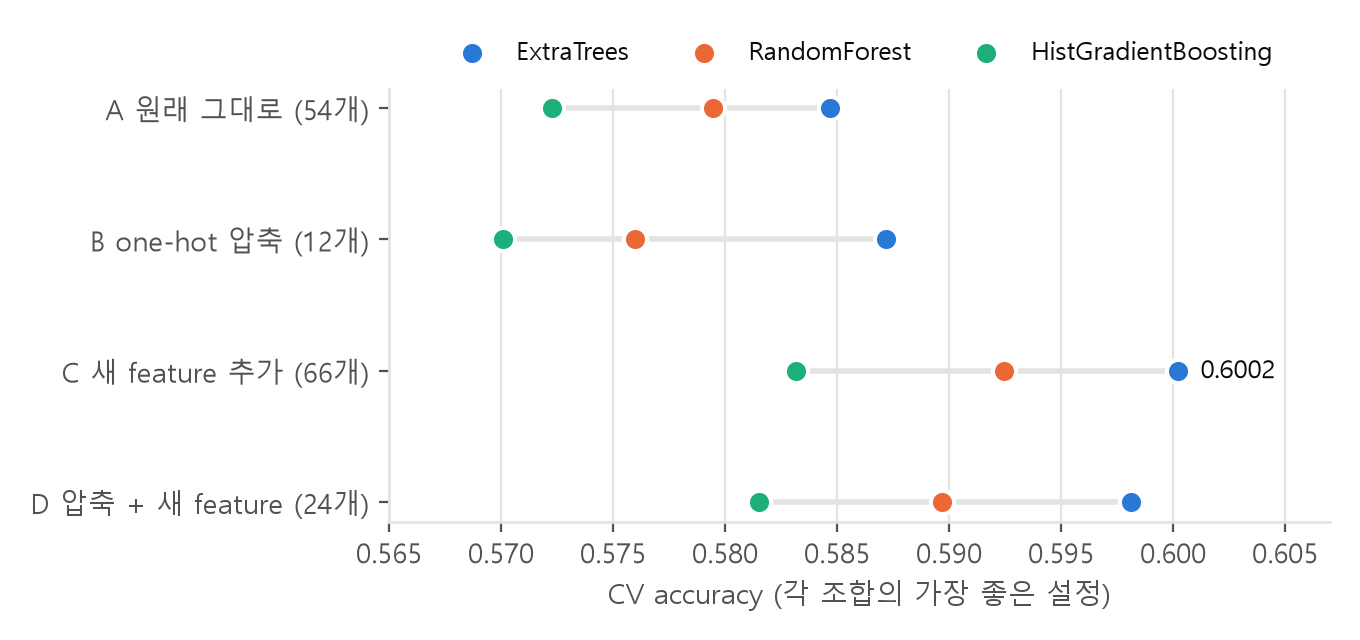 ExtraTrees RandomForest HistGradientBoosting
A 원래 그대로 (54개)
B one-hot 압축 (12개)
C 새 feature 추가 (66개)
0.6002
D 압축 + 새 feature (24개)
0.565 0.570 0.575 0.580 0.585 0.590 0.595 0.600 0.605
CV accuracy (각 조합의 가장 좋은 설정)